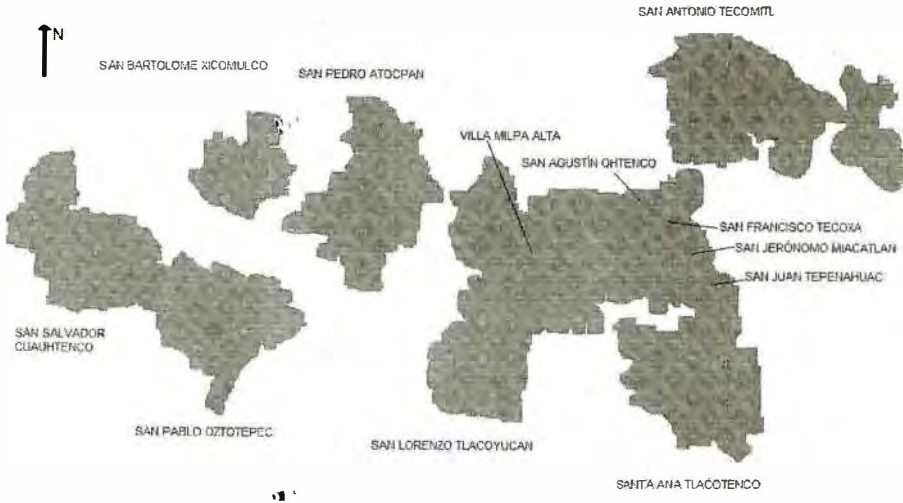 SAN ANTONIO TECOMITL
N
SAN BARTOLOME XICOMULCO
SAN PEDRO ATOCPAN
VILLA MILPA ALTA
SAN AGUSTÍN OHTENCO
SAN FRANCISCO TECOXA
SAN JERÓNOMO MIACATLAN
SAN JUAN TEPENAHUAC
SAN SALVADOR
CUAUHTENCO
SAN PABLO OZTOTEPEC
SAN LORENZO TLACOYUCAN
SANTA ANA TLACOTENCO